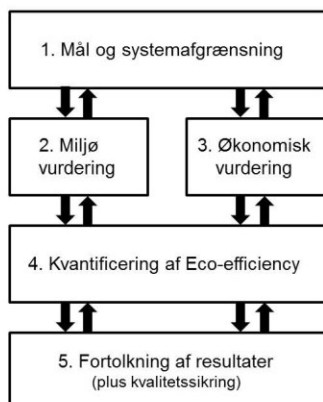 1. Mål og systemafgrænsning
2. Miljø
vurdering
3. Økonomisk
vurdering
4. Kvantificering af Eco-efficiency
5. Fortolkning af resultater
(plus kvalitetssikring)